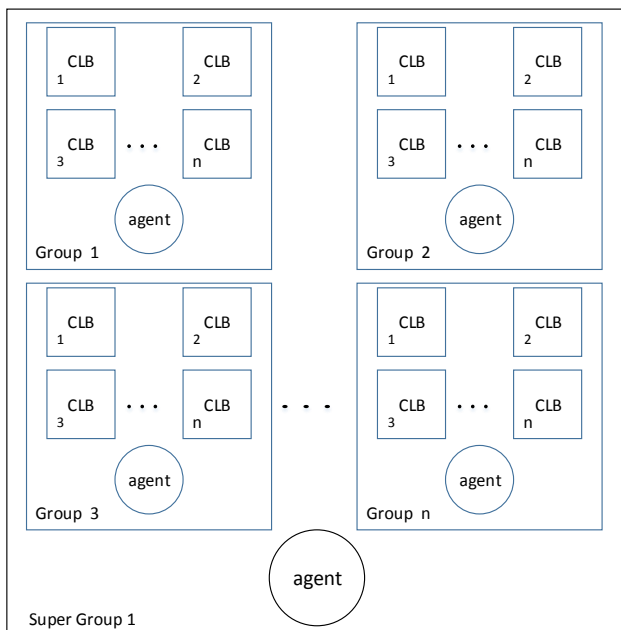 CLB
1
CLB
2
CLB
3
...
CLB
n
agent
Group 1
CLB
1
CLB
2
CLB
3
...
CLB
n
agent
Group 2
CLB
1
CLB
2
CLB
3
...
CLB
n
agent
Group 3
...
CLB
1
CLB
2
CLB
3
...
CLB
n
agent
Group n
agent
Super Group 1